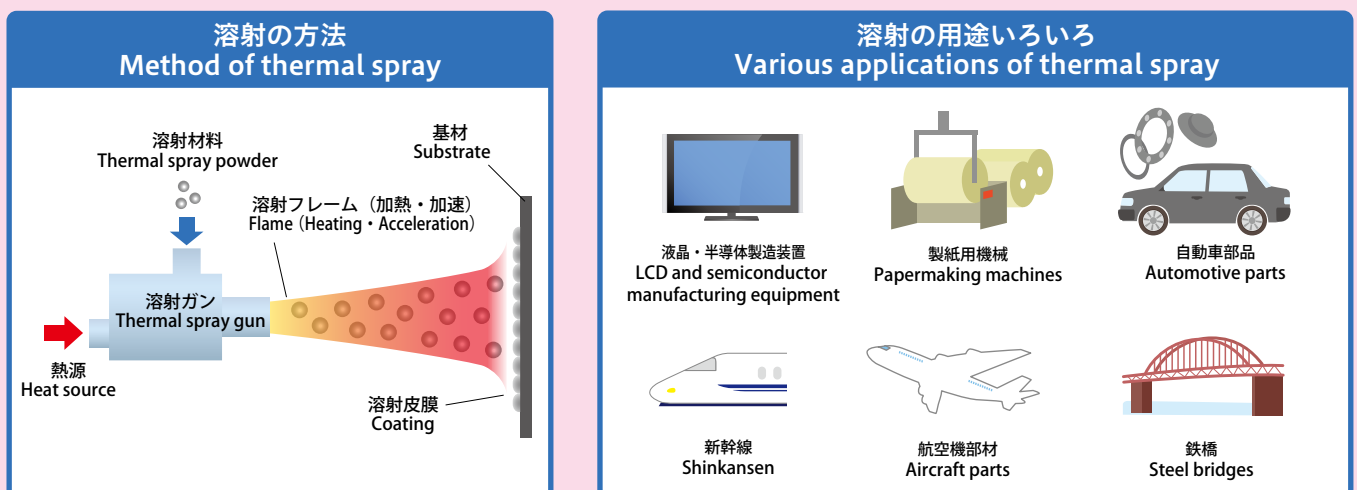 溶射の方法
Method of thermal spray
溶射材料
Thermal spray powder
基材
Substrate
溶射フレーム（加熱・加速）
Flame（Heating・Acceleration）
溶射ガン
Thermal spray gun
熱源
Heat source
溶射皮膜
Coating
溶射の用途いろいろ
Various applications of thermal spray
液晶・半導体製造装置
LCD and semiconductor
manufacturing equipment
製紙用機械
Papermaking machines
自動車部品
Automotive parts
新幹線
Shinkansen
航空機部材
Aircraft parts
鉄橋
Steel bridges